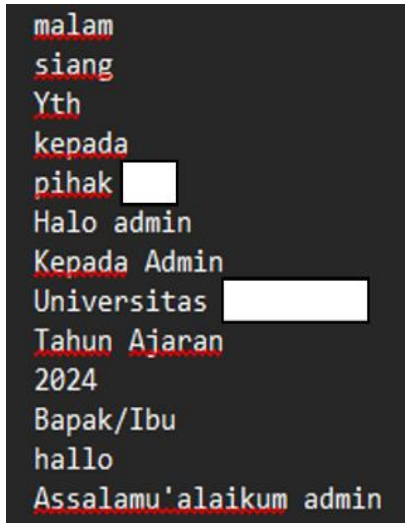 malam
siang
Yth
kepada
pihak
Halo admin
Kepada Admin
Universitas
Tahun Ajaran
2024
Bapak/Ibu
hallo
Assalamu'alaikum admin